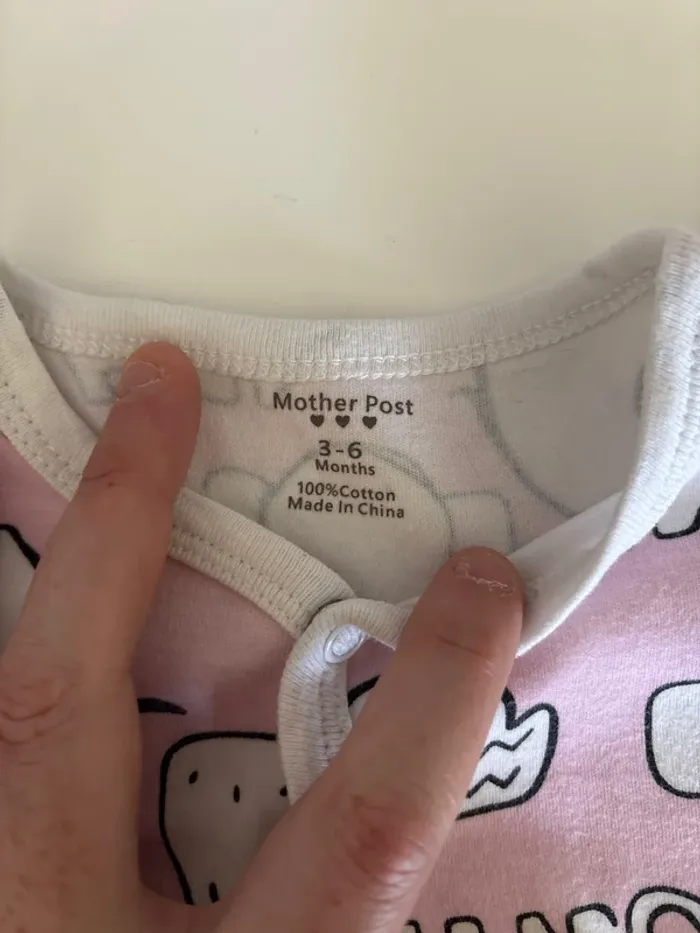 Mother Post
3-6
Months
100%Cotton
Made In China